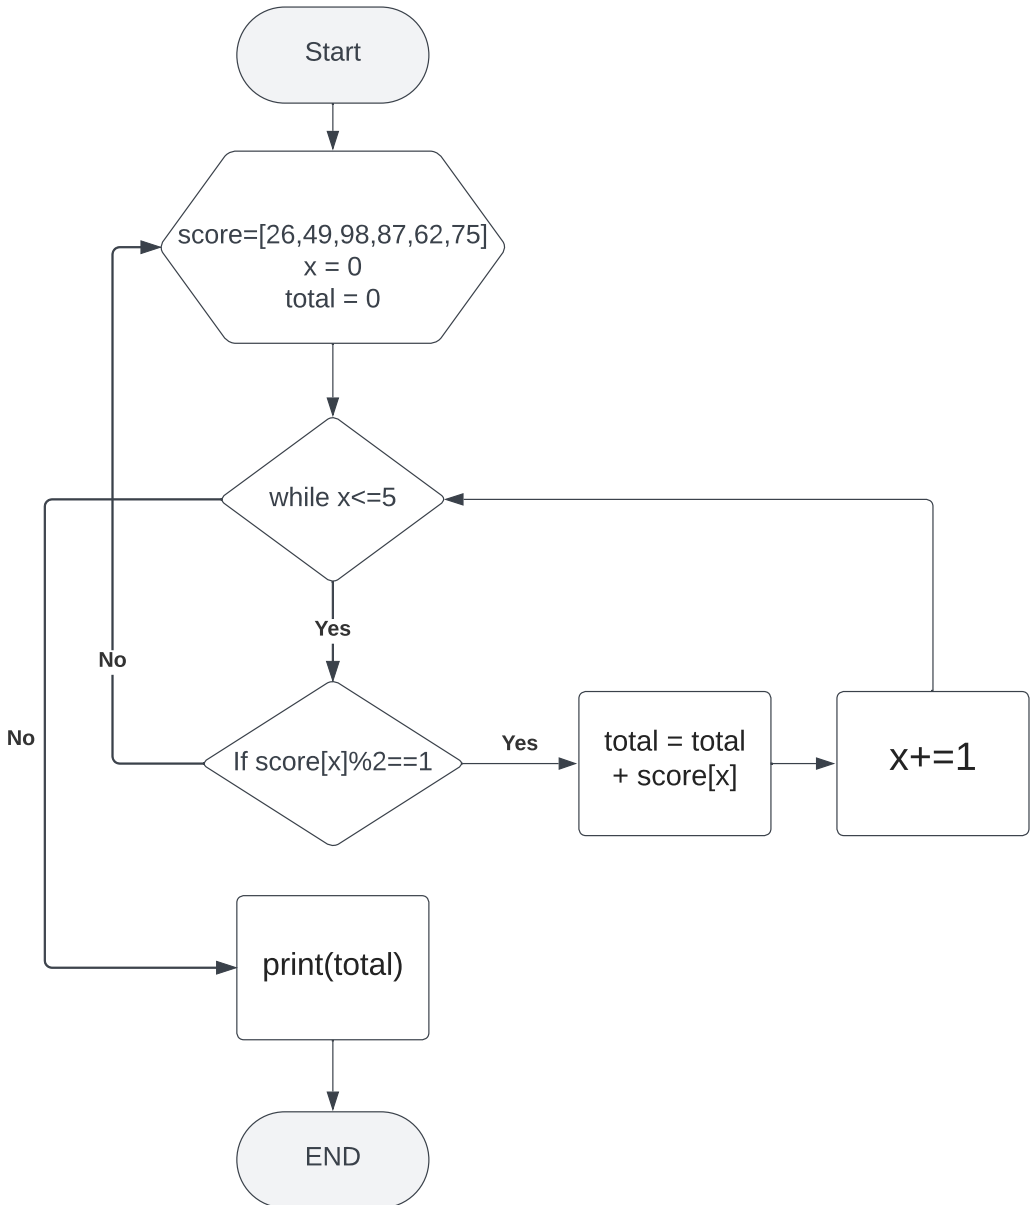 Start
score=[26,49,98,87,62,75]
x = 0
total = 0
while x<=5
Yes
No
No
If score[x]%2==1
Yes
total = total
+ score[x]
x+=1
print(total)
END